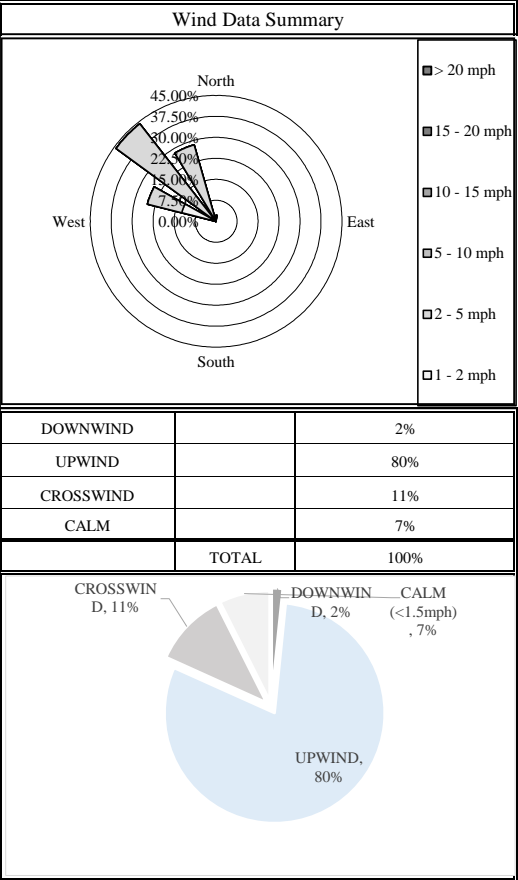 Wind Data Summary
North
45.00%
37.50%
30.00%
22.50%
15.00%
7.50%
0.00%
West
East
South
> 20 mph
15 - 20 mph
10 - 15 mph
5 - 10 mph
2 - 5 mph
1 - 2 mph
DOWNWIND 2%
UPWIND 80%
CROSSWIND 11%
CALM 7%
TOTAL 100%
CROSSWIN
D, 11%
DOWNWIN
D, 2%
CALM
(<1.5mph)
, 7%
UPWIND,
80%